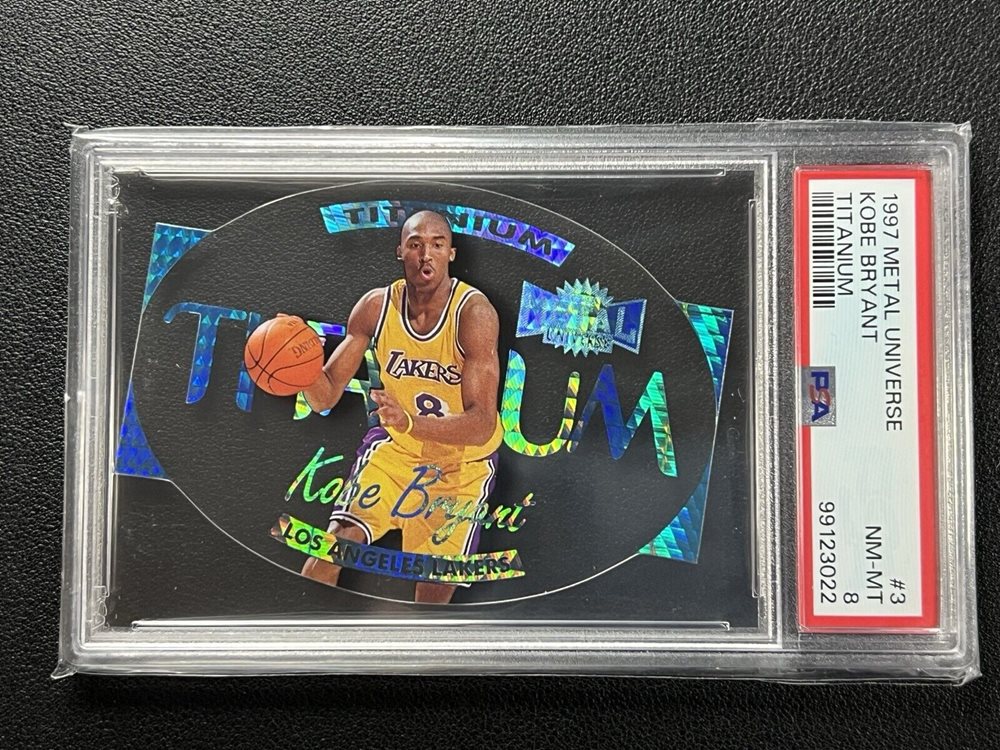 TITANIUM
METAL
UNIVERSE
TITANIUM
SPALDING
LAKERS
8
Kobe Bryant
LOS ANGELES LAKERS
1997 METAL UNIVERSE #3
KOBE BRYANT NM-MT
TITANIUM 8
PSA 99123022